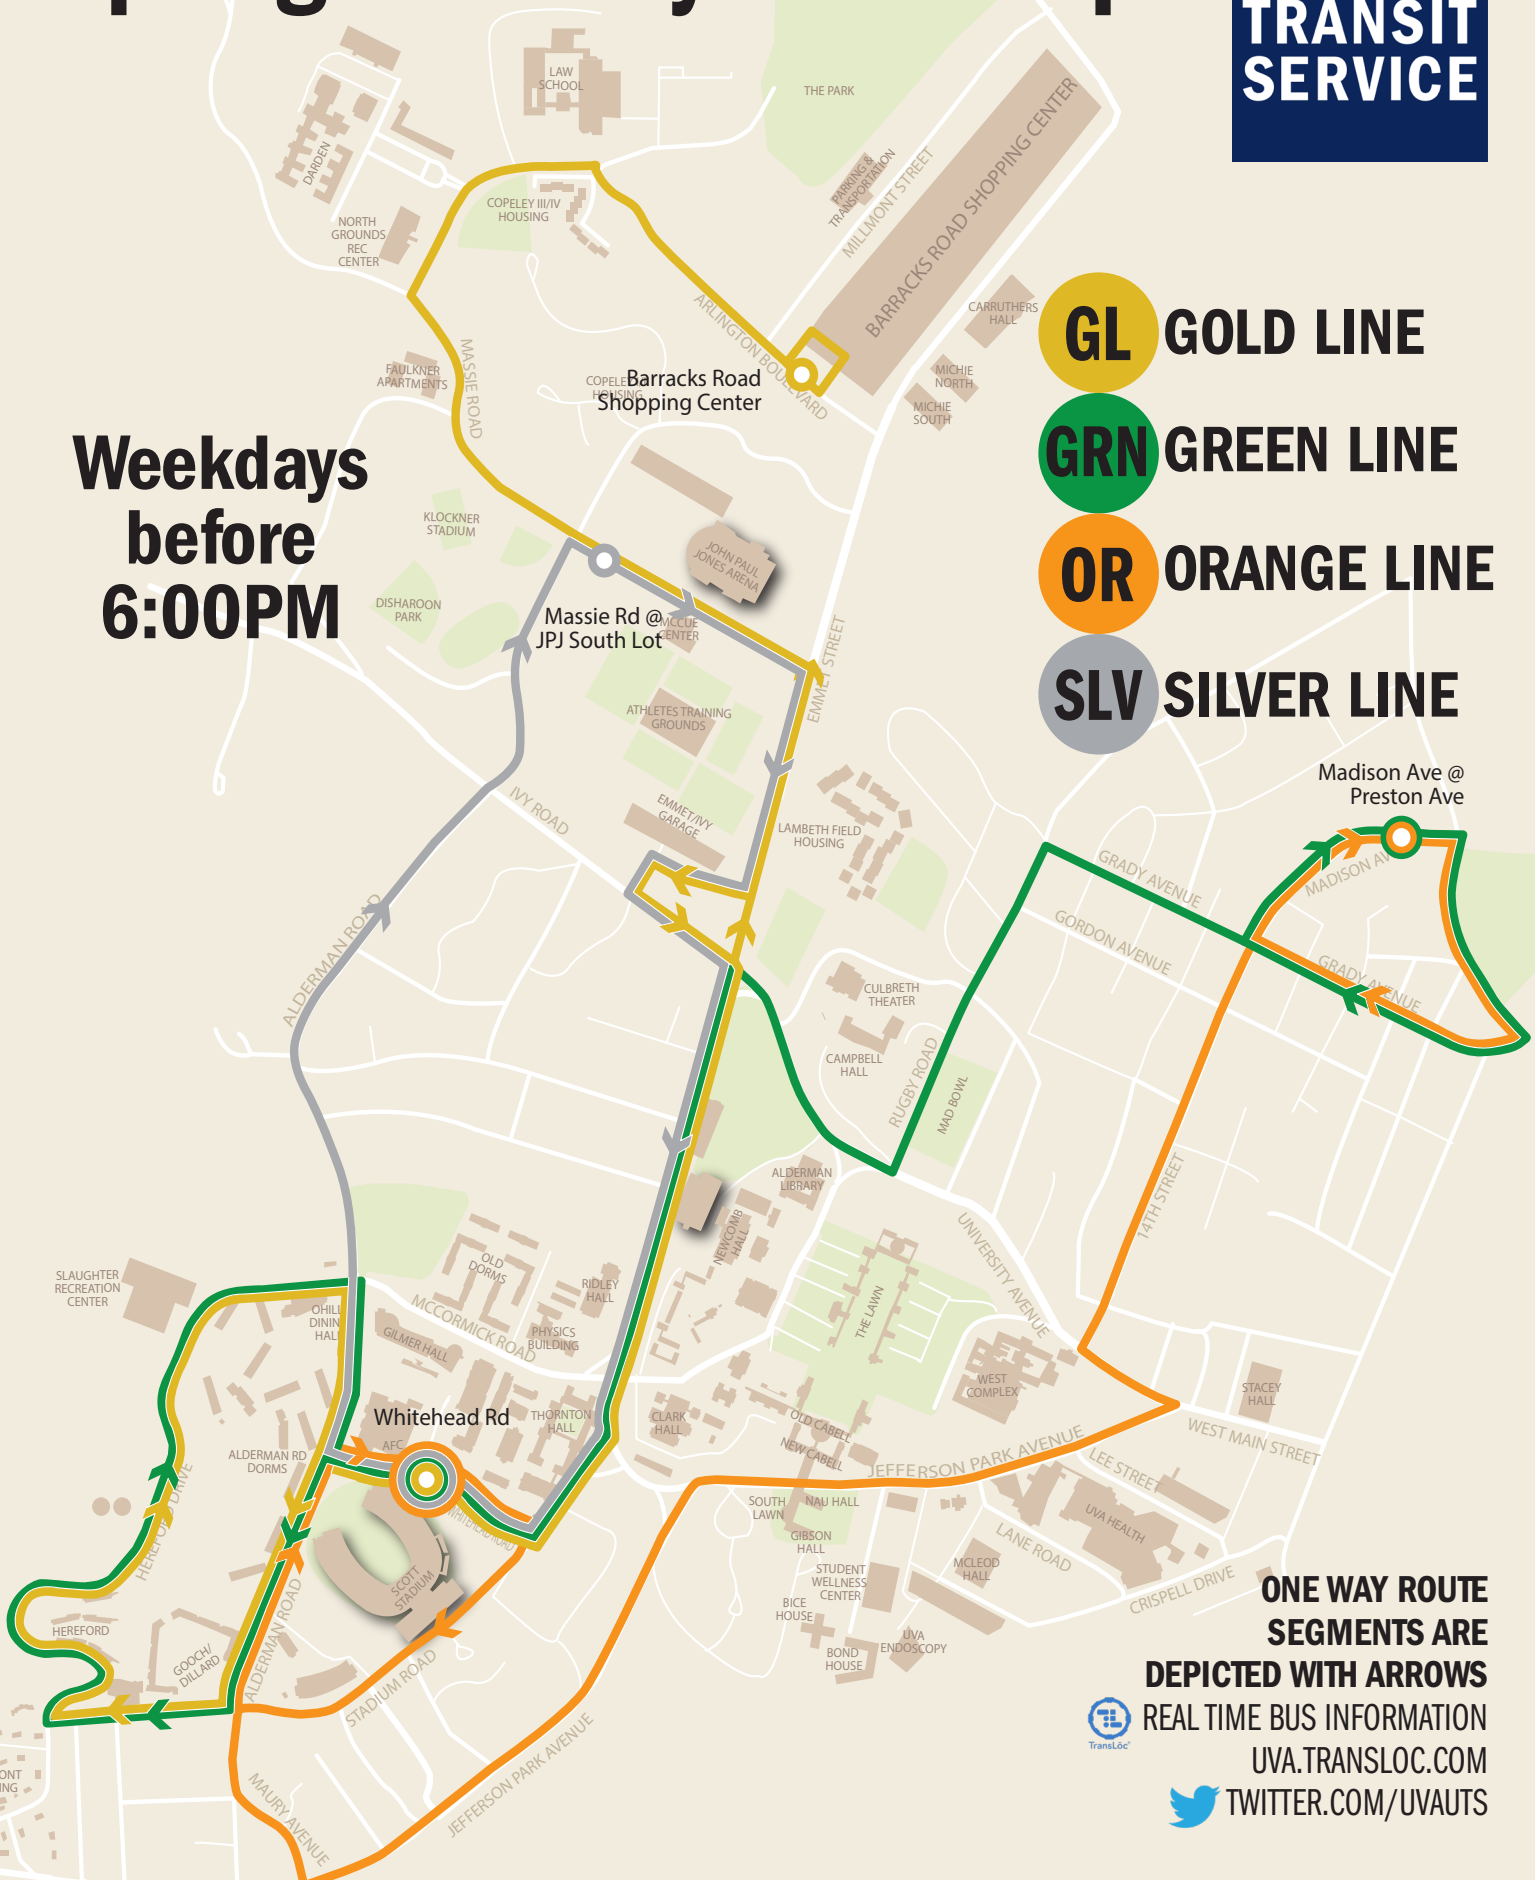 TRANSIT
SERVICE
LAW
SCHOOL
THE PARK
DARDEN
PARKING &
TRANSPORTATION
MILLMONT STREET
BARRACKS ROAD SHOPPING CENTER
COPELEY III/IV
HOUSING
NORTH
GROUNDS
REC
CENTER
ARLINGTON BOULEVARD
CARRUTHERS
HALL
GL GOLD LINE
MASSIE ROAD
FAULKNER
APARTMENTS
Barracks Road
Shopping Center
HOUSING
MICHIE
NORTH
MICHIE
SOUTH
GRN GREEN LINE
Weekdays
before
6:00PM
KLOCKNER
STADIUM
JOHN PAUL
JONES ARENA
OR ORANGE LINE
DISHAROON
PARK
Massie Rd @
JPJ South Lot
MCCUE
CENTER
EMMET STREET
SLV SILVER LINE
ATHLETES TRAINING
GROUNDS
Madison Ave @
Preston Ave
IVY ROAD
EMMET/IVY
GARAGE
LAMBETH FIELD
HOUSING
GRADY AVENUE
MADISON AV
GORDON AVENUE
GRADY AVENUE
ALDERMAN ROAD
CULBRETH
THEATER
CAMPBELL
HALL
RUGBY ROAD
MAD BOWL
ALDERMAN
LIBRARY
14TH STREET
NEWCOMB
HALL
UNIVERSITY AVENUE
SLAUGHTER
RECREATION
CENTER
OLD
DORMS
RIDLEY
HALL
OHILL
DINING
HALL
MCCORMICK ROAD
GILMER HALL
PHYSICS
BUILDING
THE LAWN
WEST
COMPLEX
STACEY
HALL
Whitehead Rd
AFC
THORNTON
HALL
CLARK
HALL
OLD CABELL
NEW CABELL
JEFFERSON PARK AVENUE
WEST MAIN STREET
LEE STREET
ALDERMAN RD
DORMS
HEREFORD DRIVE
SOUTH
LAWN
NAU HALL
GIBSON
HALL
WHITEHEAD ROAD
UVA HEALTH
LANE ROAD
MCLEOD
HALL
CRISPELL DRIVE
SCOTT
STADIUM
STUDENT
WELLNESS
CENTER
BICE
HOUSE
BOND
HOUSE
UVA
ENDOSCOPY
HEREFORD
GOOCH/
DILLARD
ALDERMAN ROAD
STADIUM ROAD
JEFFERSON PARK AVENUE
MAURY AVENUE
ONT
ING
ONE WAY ROUTE
SEGMENTS ARE
DEPICTED WITH ARROWS
REAL TIME BUS INFORMATION
TransLōc
UVA.TRANSLOC.COM
TWITTER.COM/UVAUTS